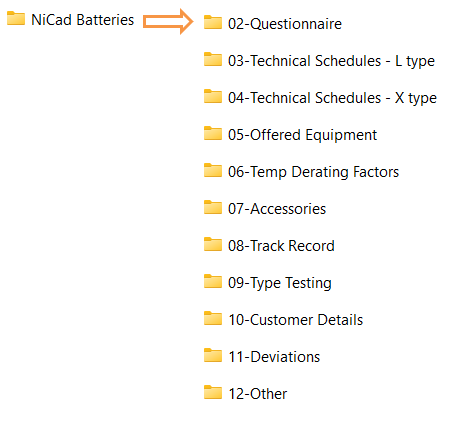 NiCad Batteries
02-Questionnaire
03-Technical Schedules - L type
04-Technical Schedules - X type
05-Offered Equipment
06-Temp Derating Factors
07-Accessories
08-Track Record
09-Type Testing
10-Customer Details
11-Deviations
12-Other